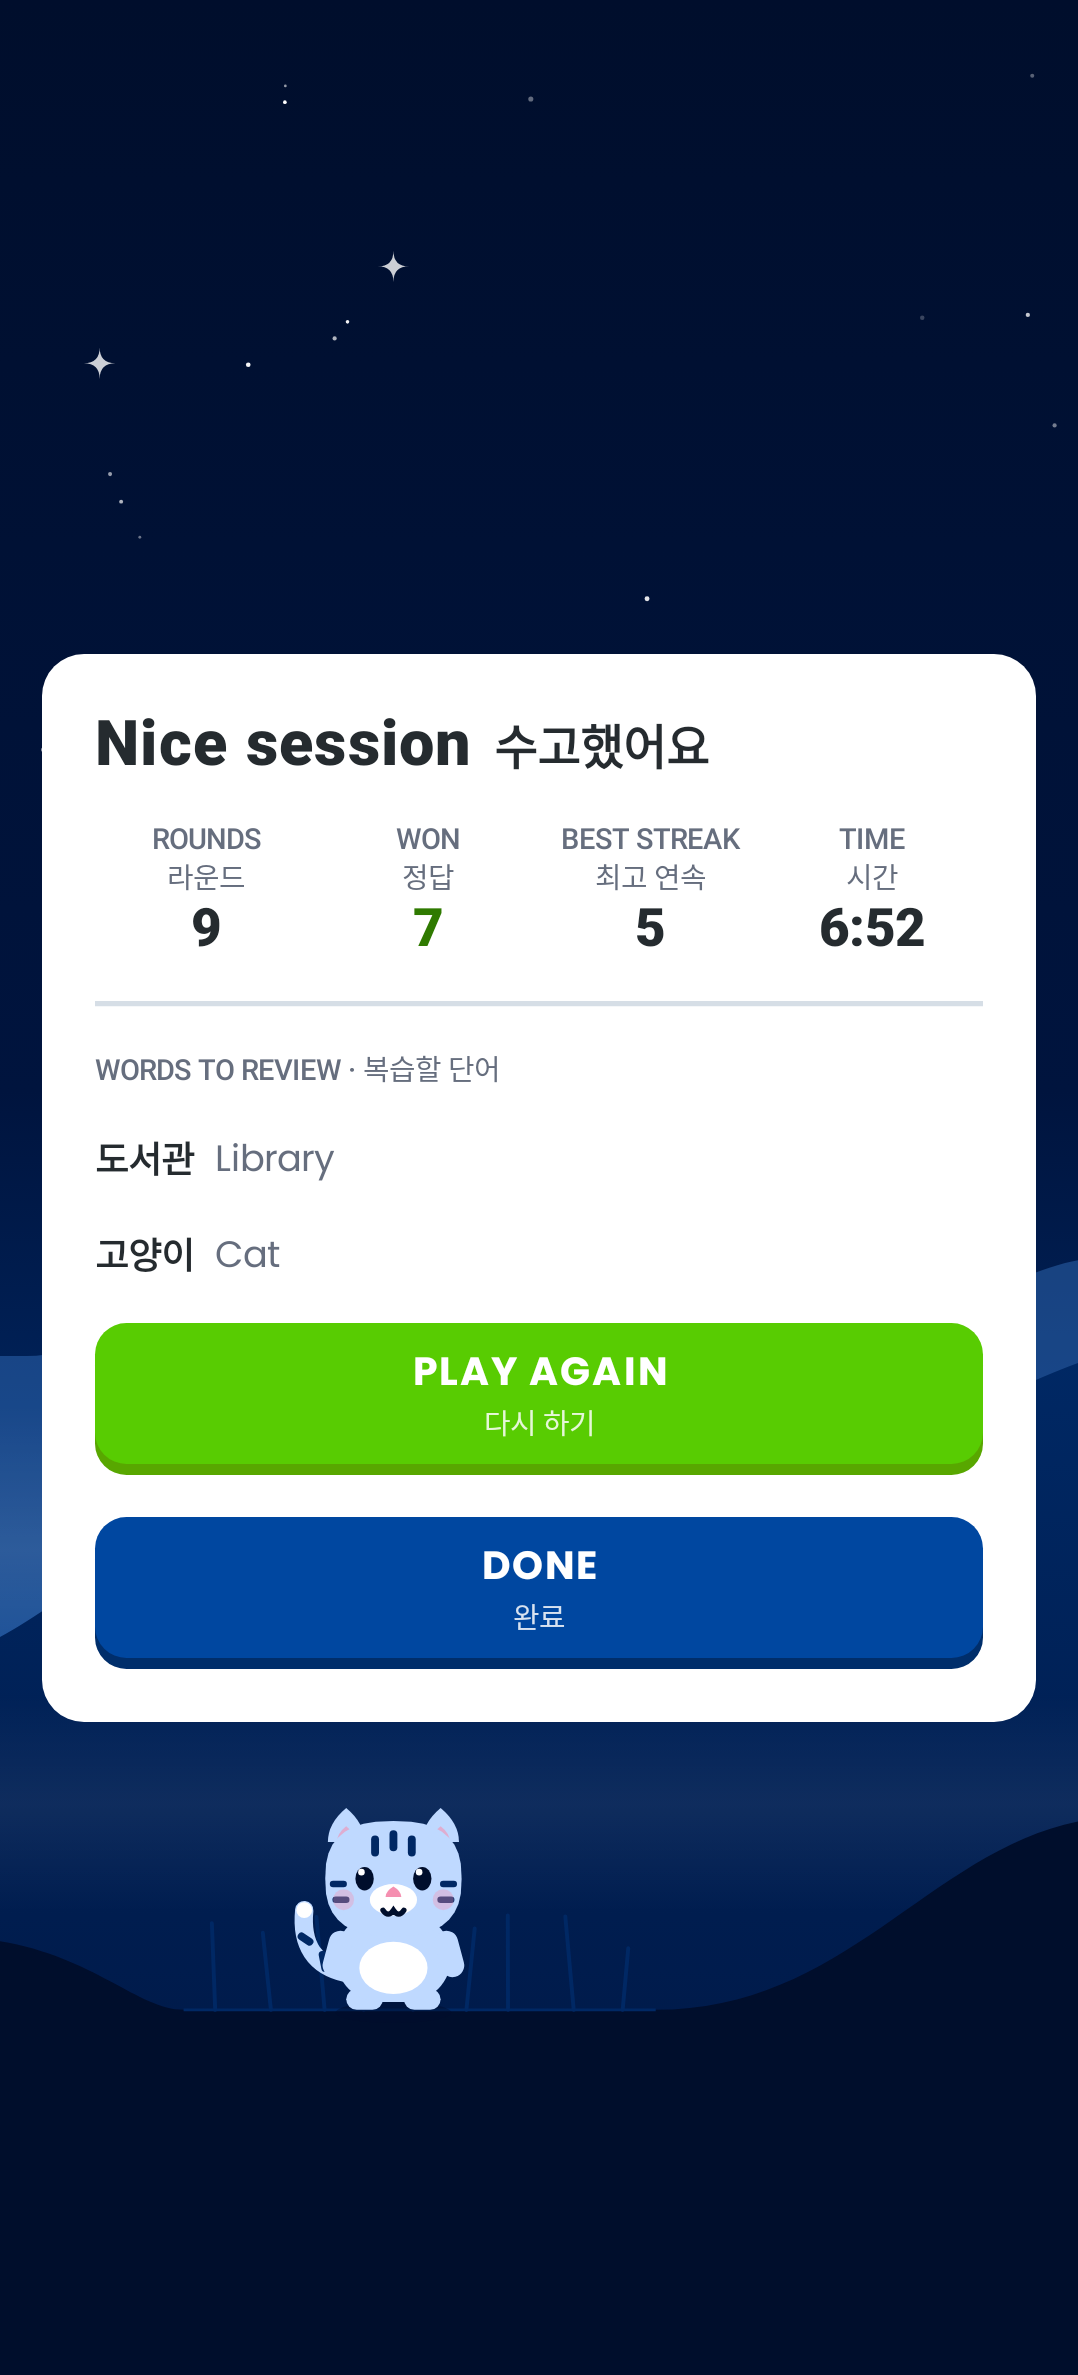 Nice session 수고했어요
ROUNDS WON BEST STREAK TIME
라운드 정답 최고 연속 시간
9 7 5 6:52
WORDS TO REVIEW · 복습할 단어
도서관 Library
고양이 Cat
PLAY AGAIN
다시 하기
DONE
완료